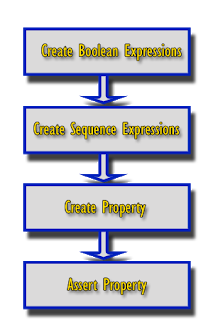 Create Boolean Expressions
Create Sequence Expressions
Create Property
Assert Property